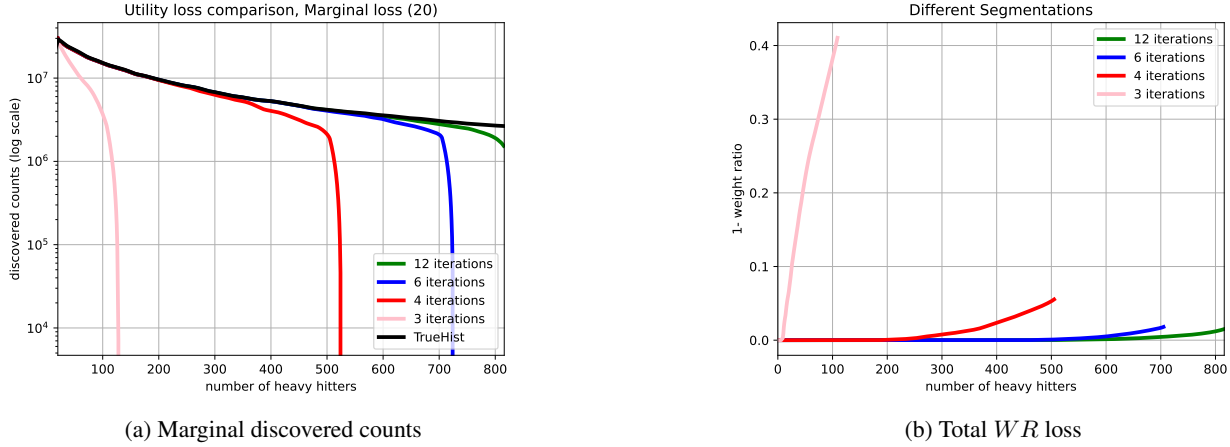 Utility loss comparison, Marginal loss (20)
discovered counts (log scale)
10^7
10^6
10^5
10^4
12 iterations
6 iterations
4 iterations
3 iterations
TrueHist
100 200 300 400 500 600 700 800
number of heavy hitters
(a) Marginal discovered counts
Different Segmentations
1- weight ratio
0.4
0.3
0.2
0.1
0.0
12 iterations
6 iterations
4 iterations
3 iterations
0 100 200 300 400 500 600 700 800
number of heavy hitters
(b) Total WR loss